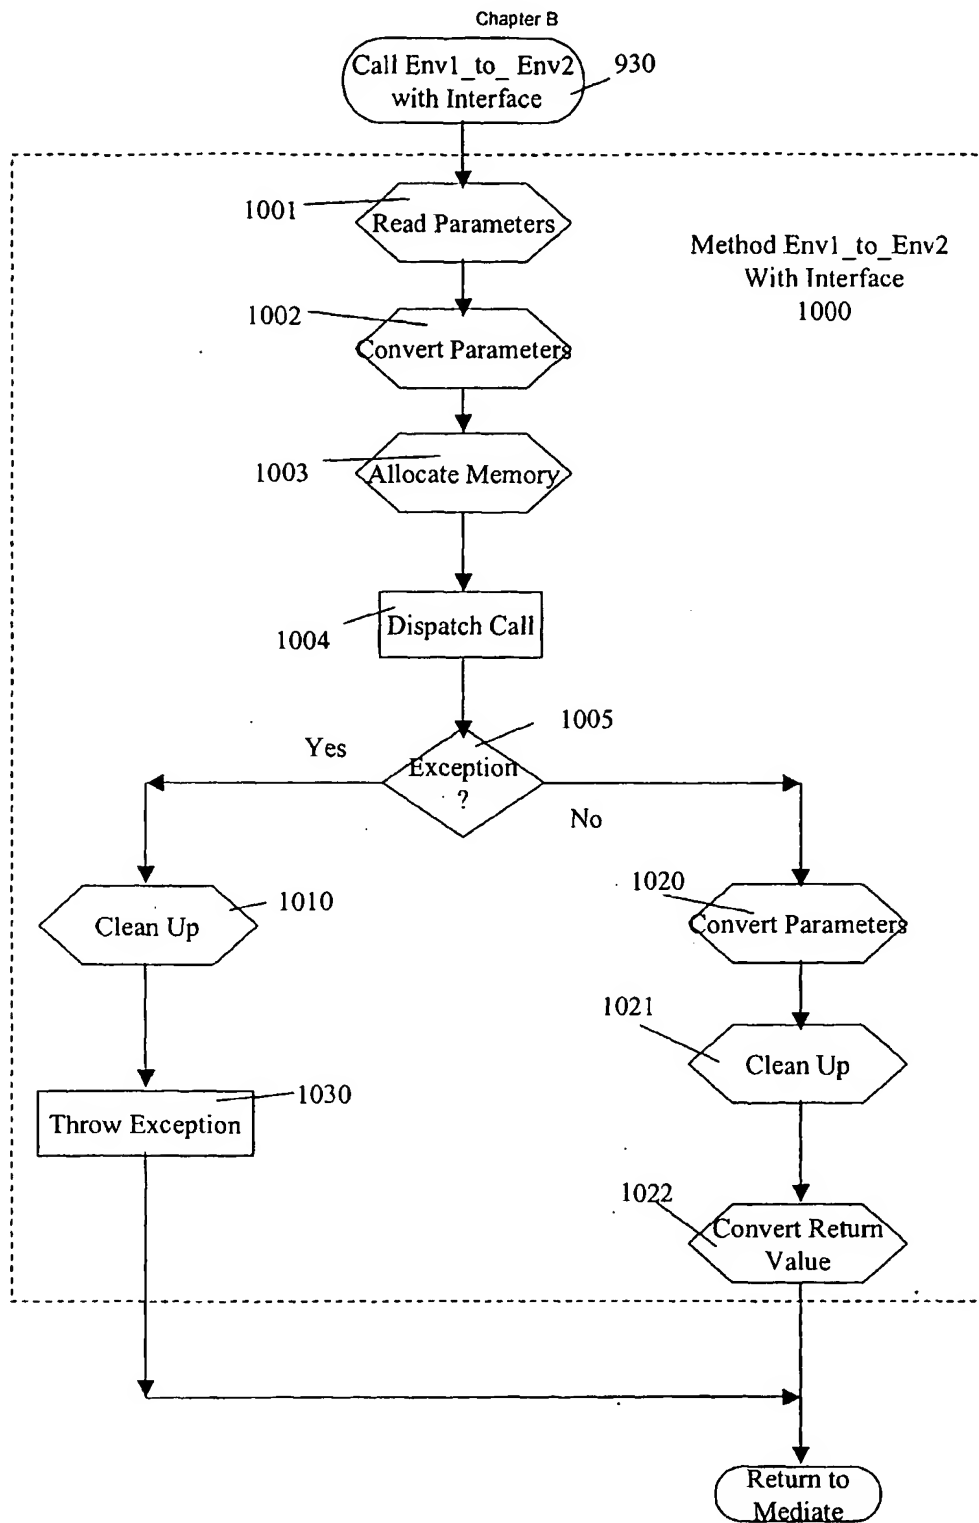 Chapter B
Call Env1_to_ Env2
with Interface
930
1001
Read Parameters
Method Env1_to_Env2
With Interface
1000
1002
Convert Parameters
1003
Allocate Memory
1004
Dispatch Call
1005
Yes
Exception
?
No
1010
Clean Up
1020
Convert Parameters
1021
Clean Up
1030
Throw Exception
1022
Convert Return
Value
Return to
Mediate